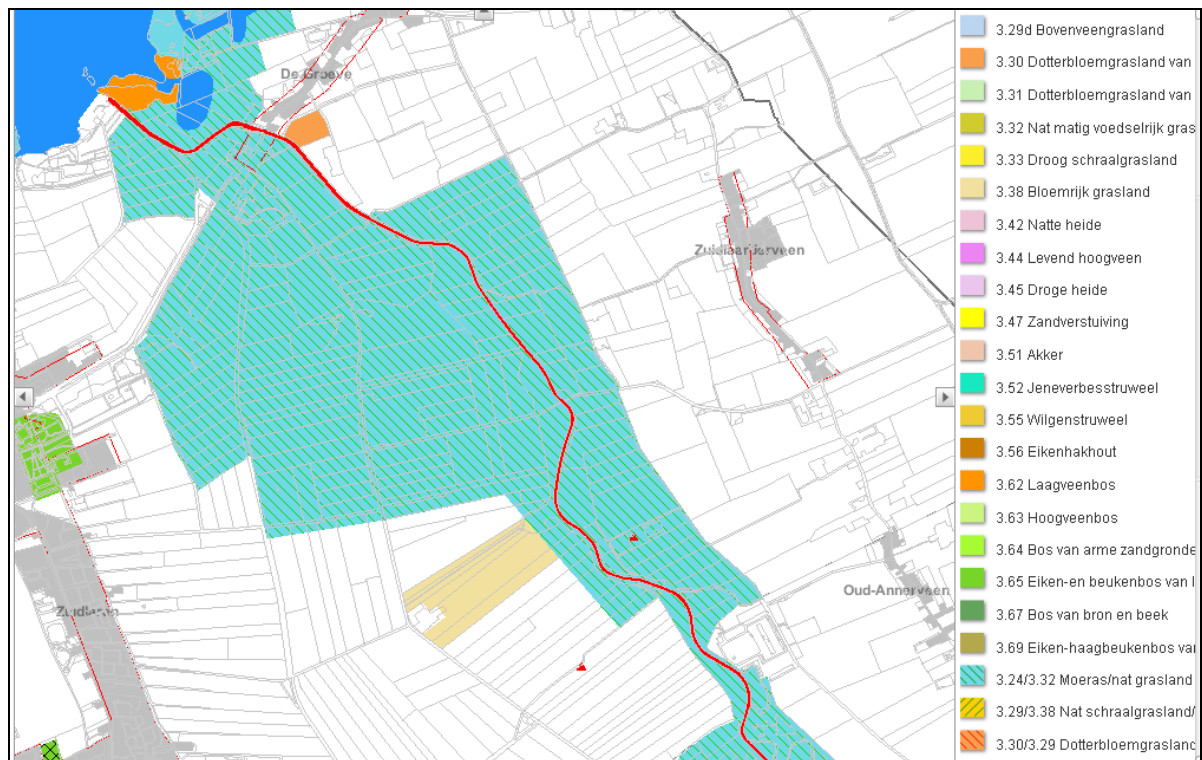 De Groeve
Zuidlaarderveen
Oud-Annerveen
Zuidlaren
3.29d Bovenveengrasland
3.30 Dotterbloemgrasland van
3.31 Dotterbloemgrasland van
3.32 Nat matig voedselrijk gras
3.33 Droog schraalgrasland
3.38 Bloemrijk grasland
3.42 Natte heide
3.44 Levend hoogveen
3.45 Droge heide
3.47 Zandverstuiving
3.51 Akker
3.52 Jeneverbesstruweel
3.55 Wilgenstruweel
3.56 Eikenhakhout
3.62 Laagveenbos
3.63 Hoogveenbos
3.64 Bos van arme zandgronde
3.65 Eiken-en beukenbos van
3.67 Bos van bron en beek
3.69 Eiken-haagbeukenbos va
3.24/3.32 Moeras/nat grasland
3.29/3.38 Nat schraalgrasland/
3.30/3.29 Dotterbloemgrasland